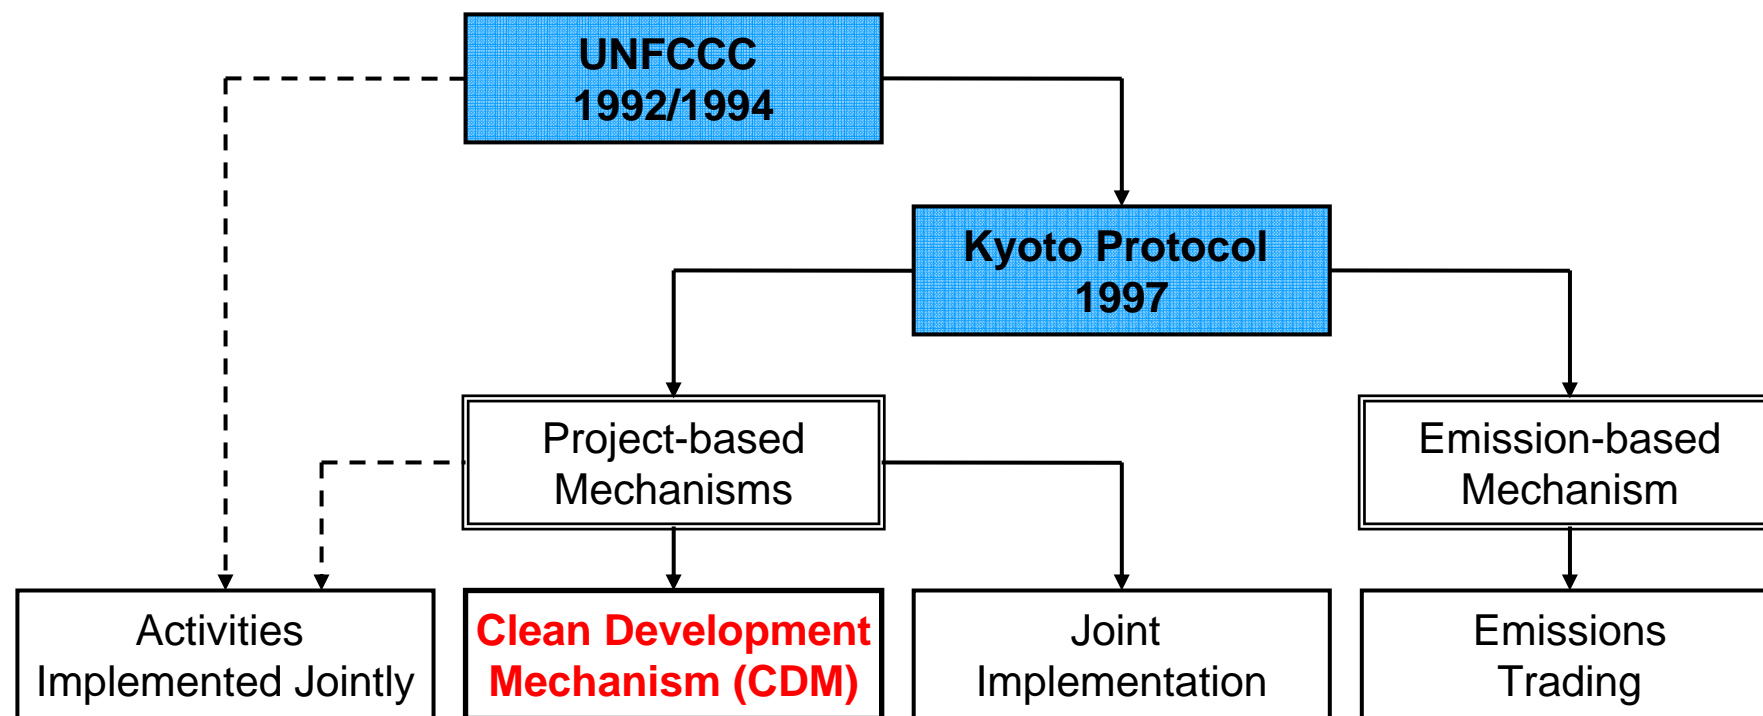 UNFCCC
1992/1994
Kyoto Protocol
1997
Project-based
Mechanisms
Emission-based
Mechanism
Activities
Implemented Jointly
Clean Development
Mechanism (CDM)
Joint
Implementation
Emissions
Trading